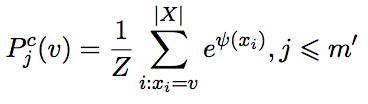 P_j^c(v) = \frac{1}{Z} \sum_{i:x_i=v}^{|X|} e^{\psi(x_i)}, j \leqslant m'